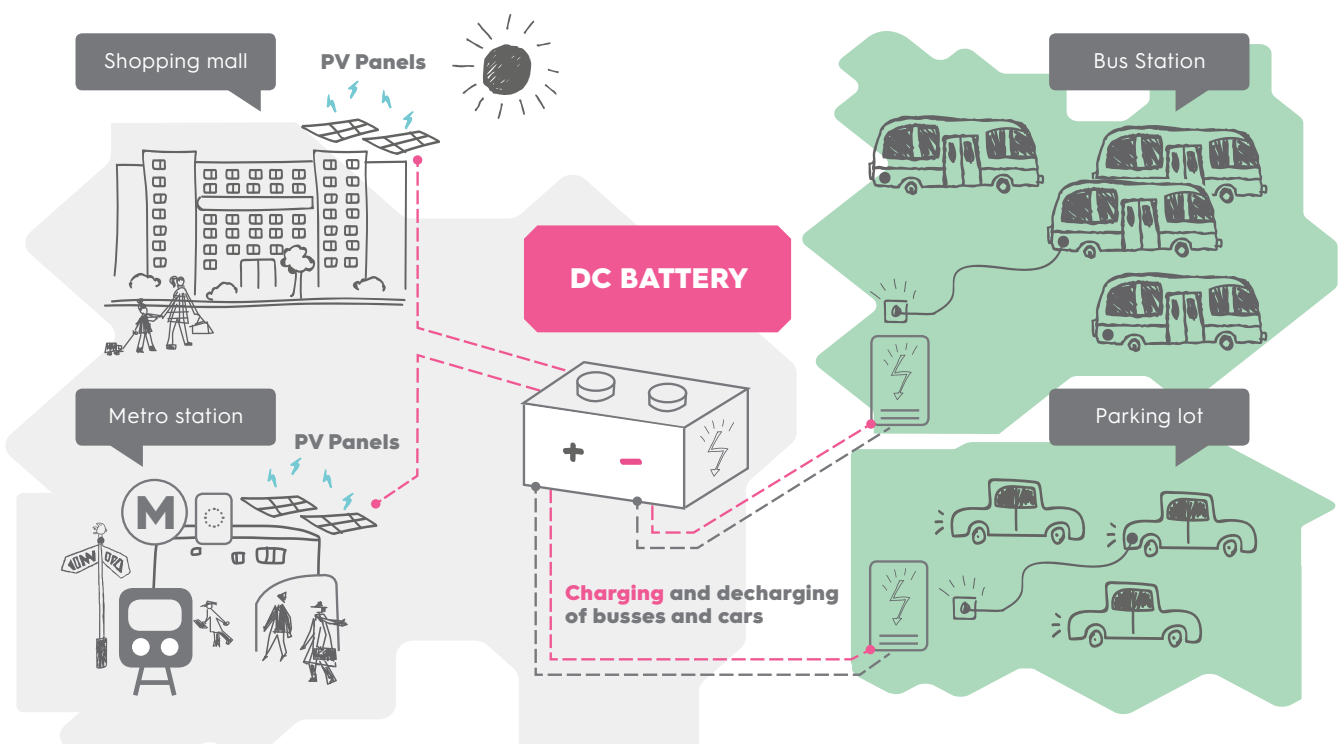 Shopping mall
PV Panels
Bus Station
DC BATTERY
Metro station
PV Panels
M
Parking lot
Charging and decharging
of busses and cars